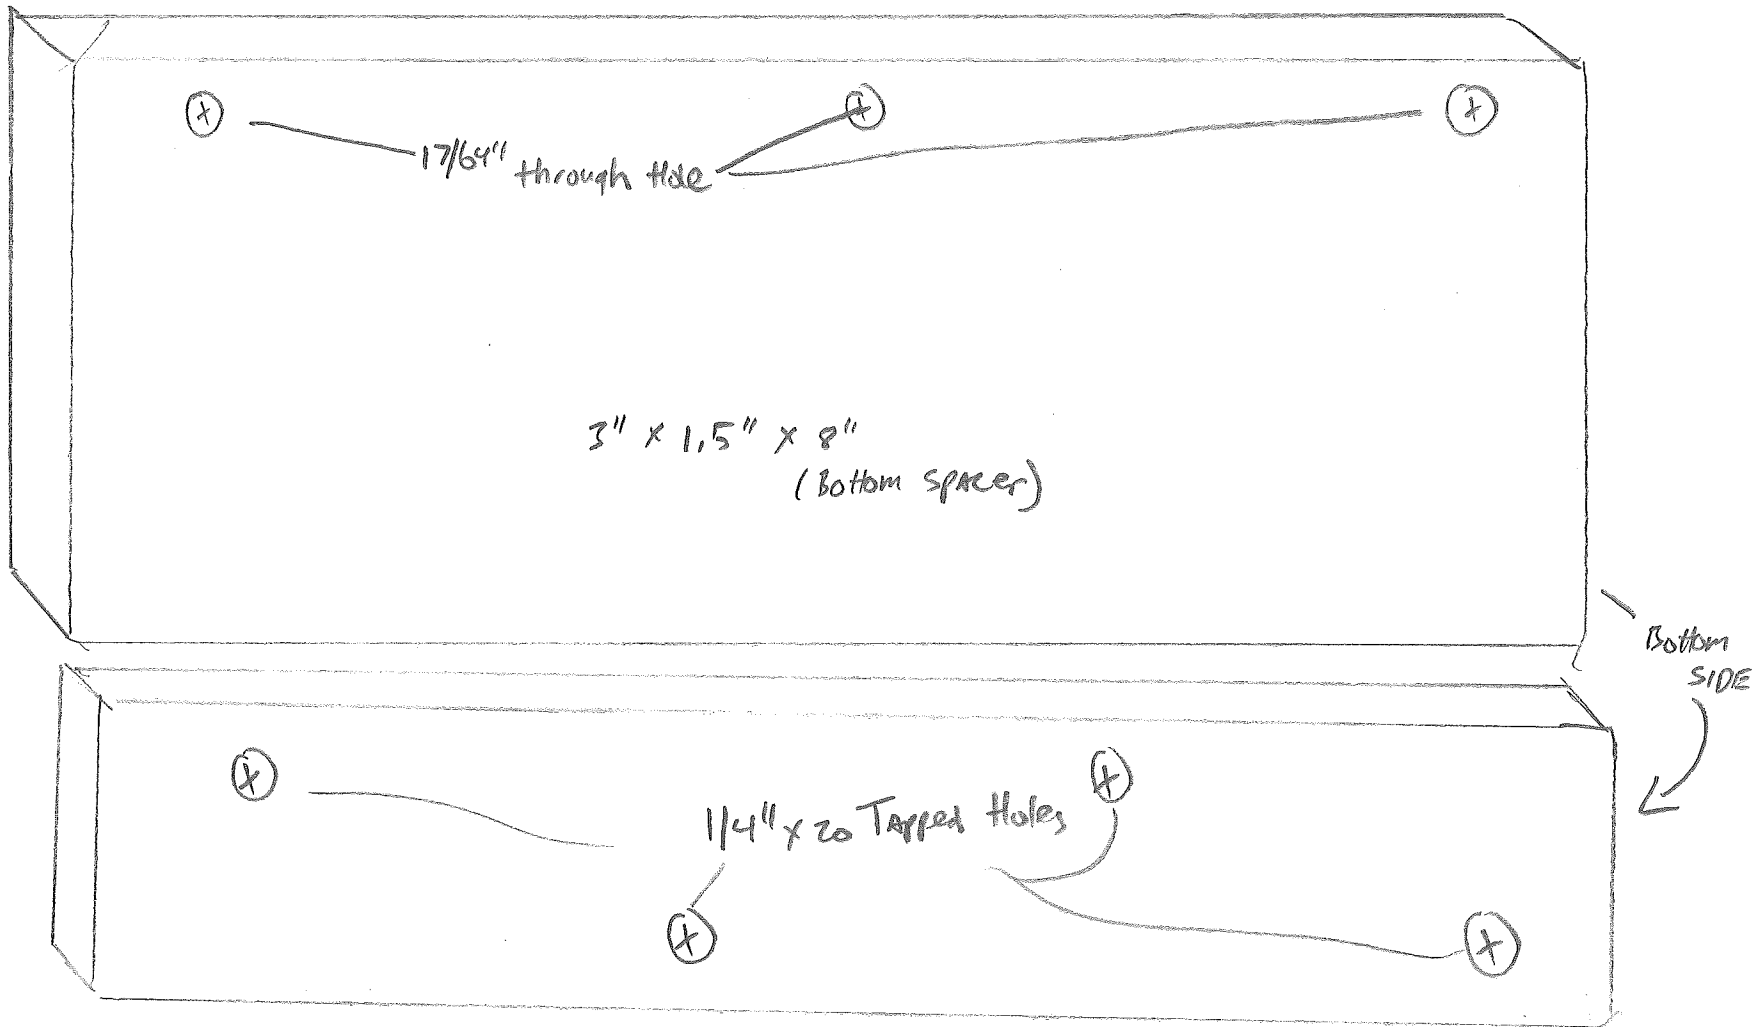 17/64" through Hole
3" x 1.5" x 8"
(Bottom Spacer)
Bottom
SIDE
1/4" x 20 Tapped Holes